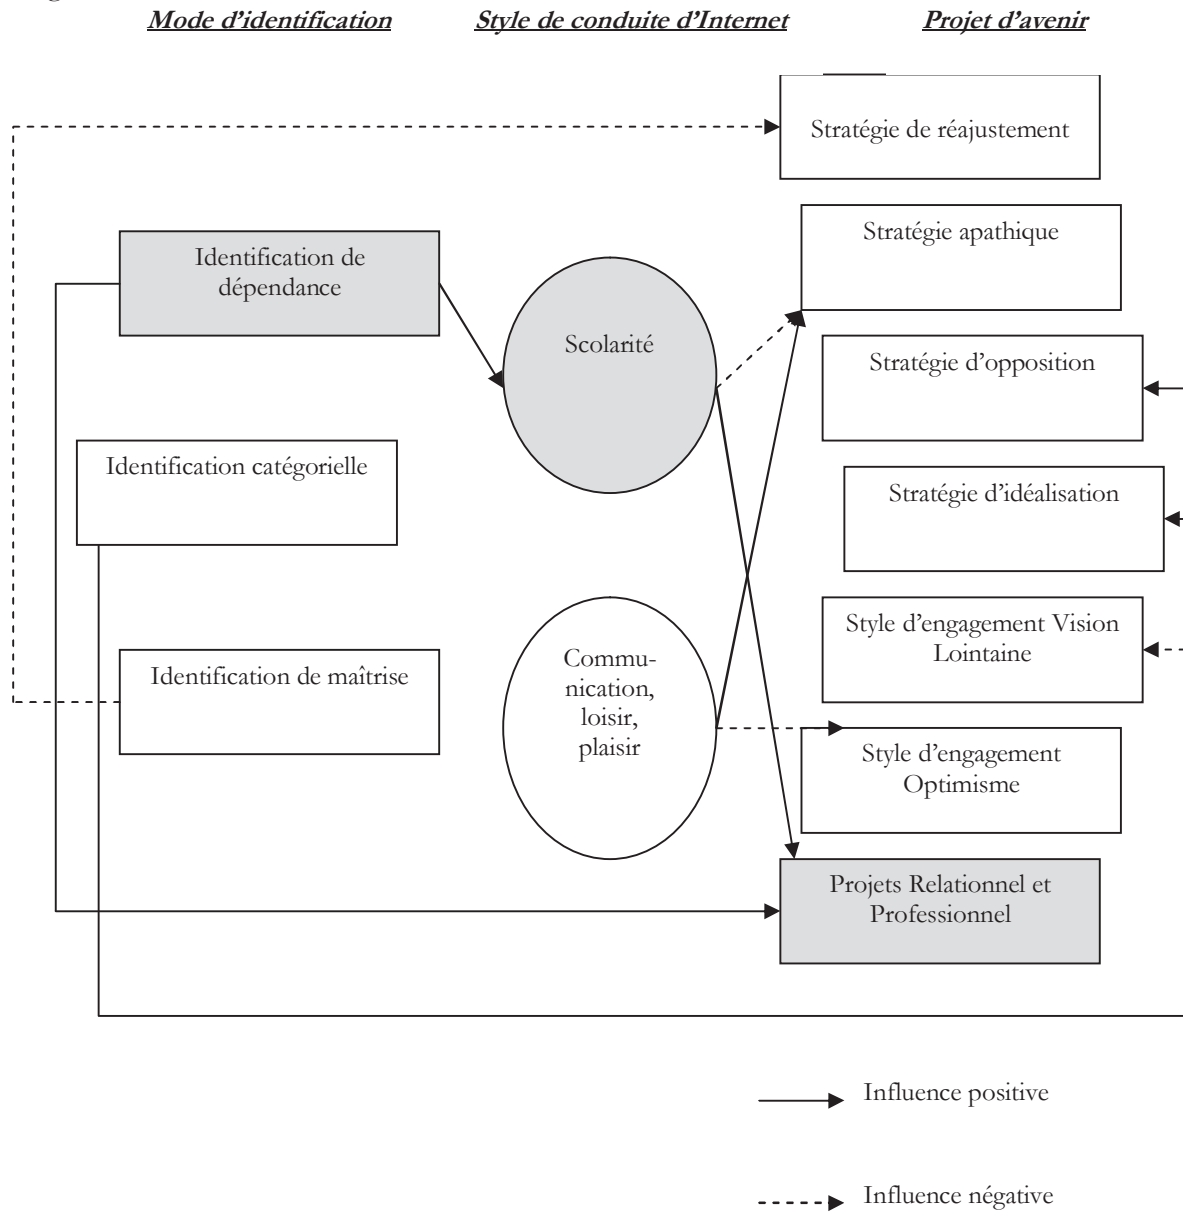 Mode d’identification
Style de conduite d’Internet
Projet d’avenir
Stratégie de réajustement
Stratégie apathique
Identification de
dépendance
Scolarité
Stratégie d’opposition
Identification catégorielle
Stratégie d’idéalisation
Style d’engagement Vision
Lointaine
Identification de maîtrise
Commu-
nication,
loisir,
plaisir
Style d’engagement
Optimisme
Projets Relationnel et
Professionnel
Influence positive
Influence négative